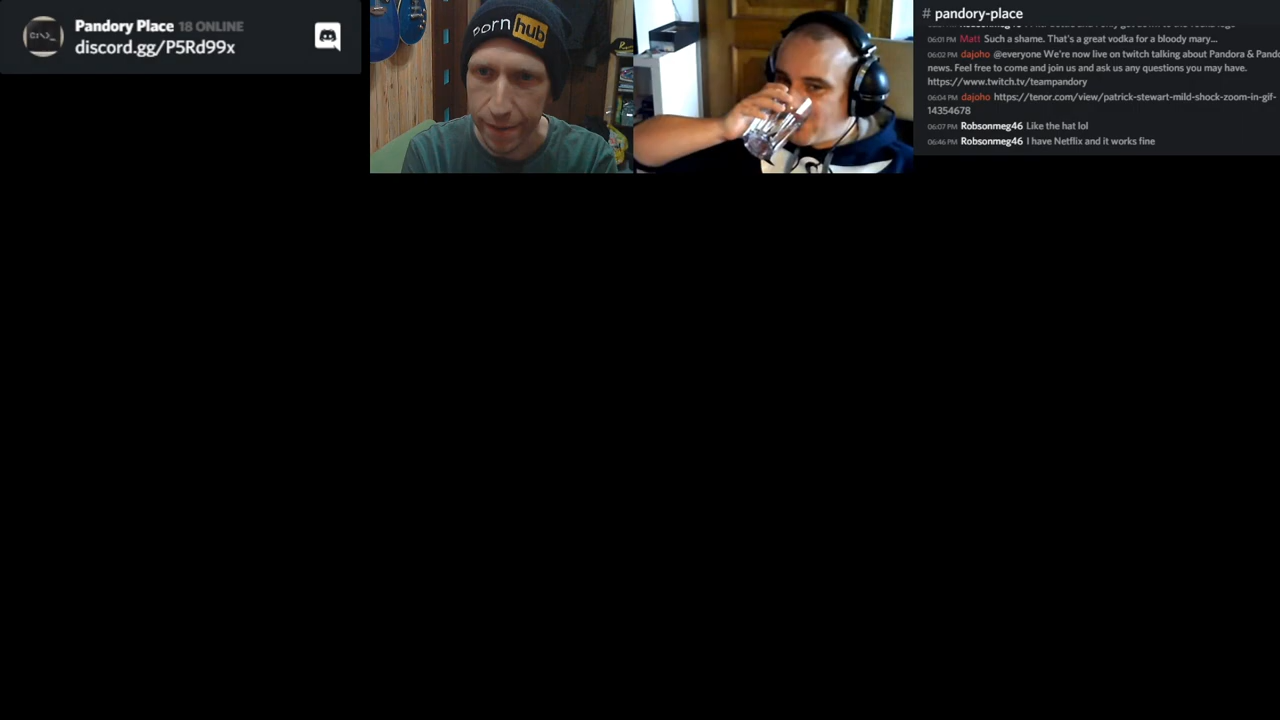 Pandory Place 18 ONLINE
discord.gg/P5Rd99x
C:\>_
porn hub
# pandory-place
06:01 PM Matt Such a shame. That's a great vodka for a bloody mary...
06:02 PM dajoho @everyone We're now live on twitch talking about Pandora & Pando
news. Feel free to come and join us and ask us any questions you may have.
https://www.twitch.tv/teampandory
06:04 PM dajoho https://tenor.com/view/patrick-stewart-mild-shock-zoom-in-gif-
14354678
06:07 PM Robsonmeg46 Like the hat lol
06:46 PM Robsonmeg46 I have Netflix and it works fine